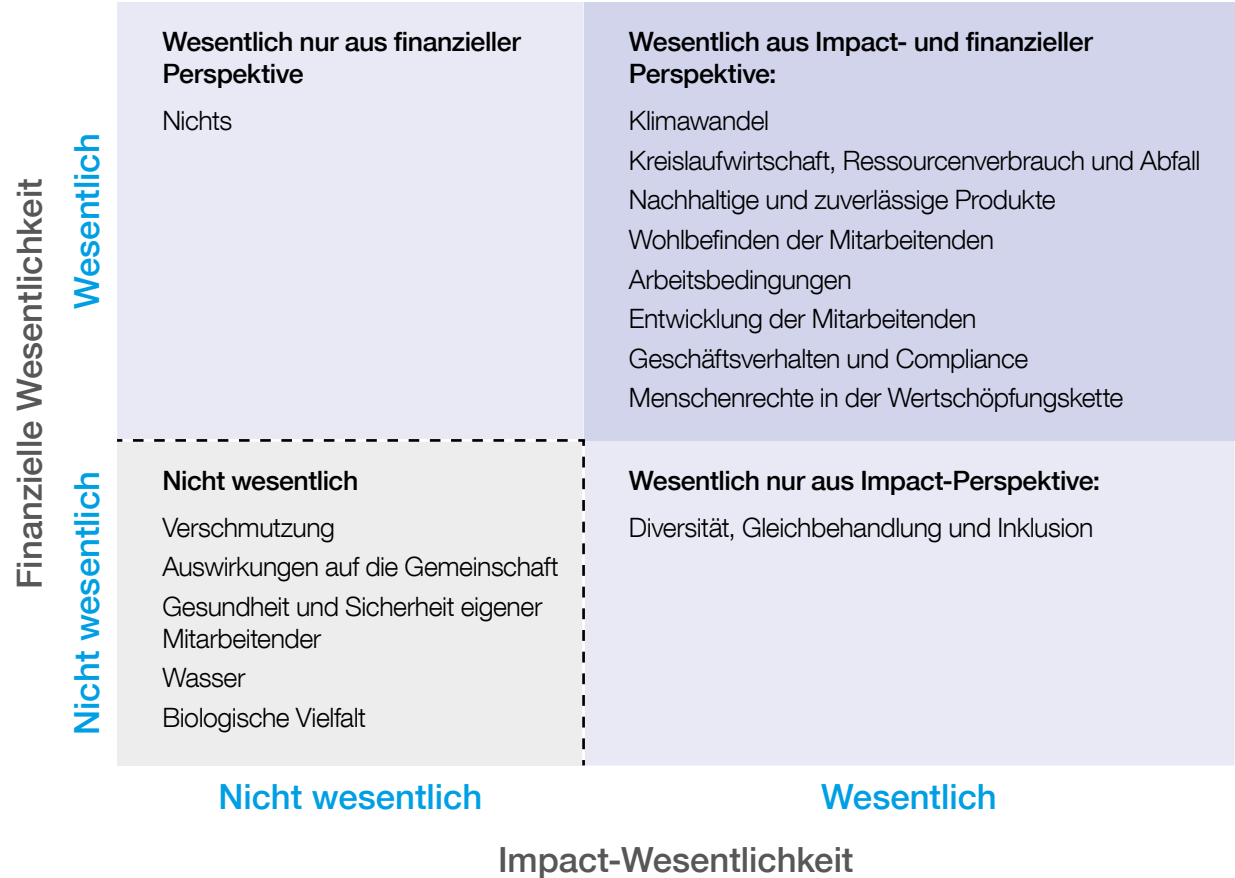 Finanzielle Wesentlichkeit
Wesentlich
Wesentlich nur aus finanzieller
Perspektive
Nichts
Wesentlich aus Impact- und finanzieller
Perspektive:
Klimawandel
Kreislaufwirtschaft, Ressourcenverbrauch und Abfall
Nachhaltige und zuverlässige Produkte
Wohlbefinden der Mitarbeitenden
Arbeitsbedingungen
Entwicklung der Mitarbeitenden
Geschäftsverhalten und Compliance
Menschenrechte in der Wertschöpfungskette
Nicht wesentlich
Nicht wesentlich
Verschmutzung
Auswirkungen auf die Gemeinschaft
Gesundheit und Sicherheit eigener
Mitarbeitender
Wasser
Biologische Vielfalt
Wesentlich nur aus Impact-Perspektive:
Diversität, Gleichbehandlung und Inklusion
Nicht wesentlich
Wesentlich
Impact-Wesentlichkeit